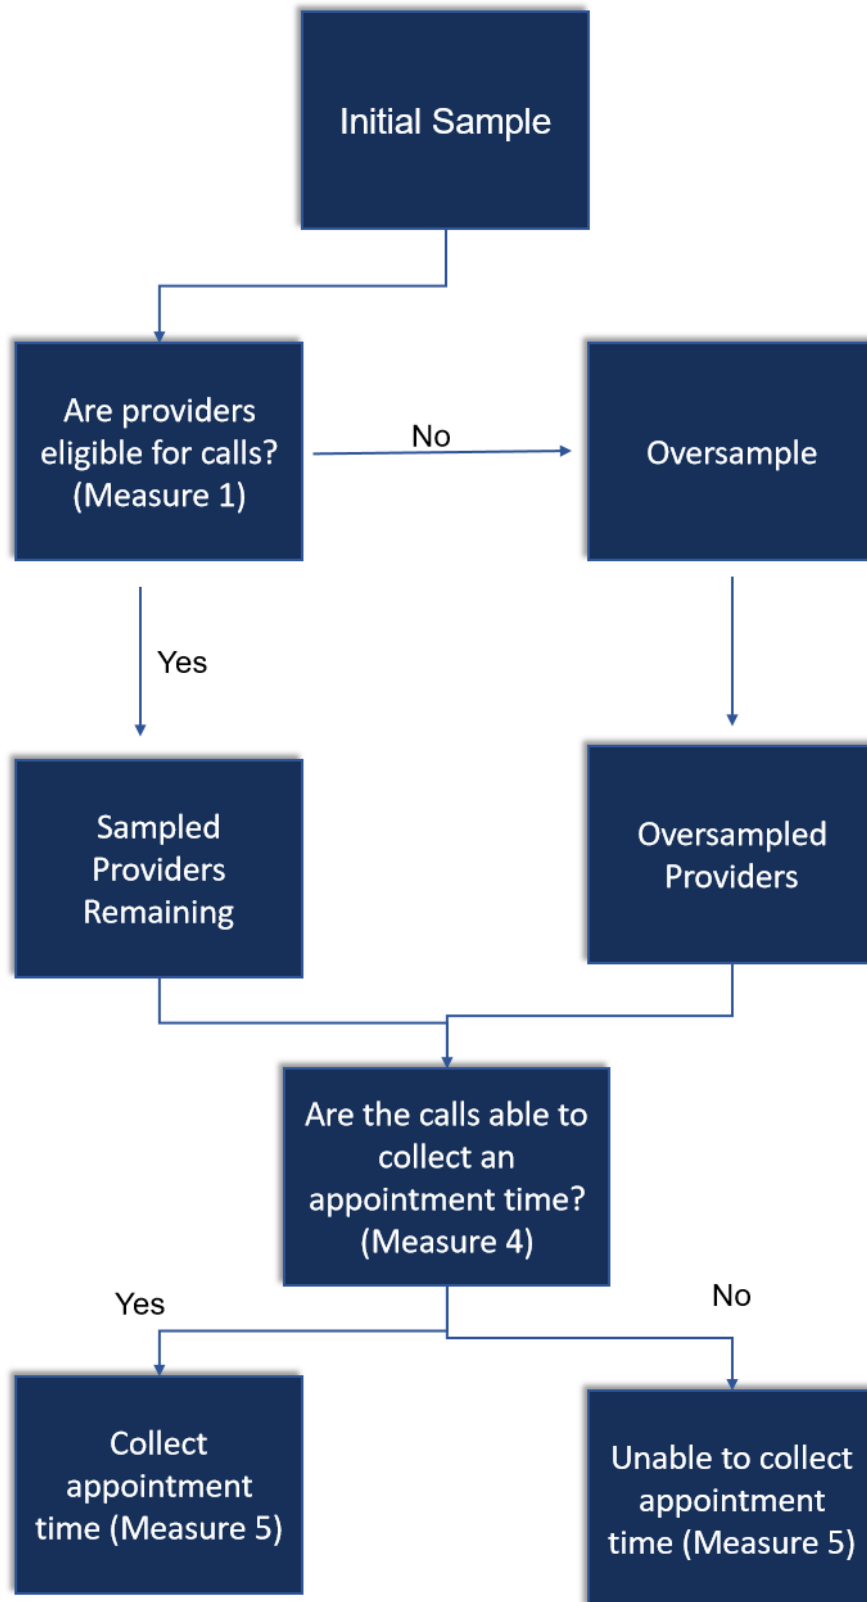 Initial Sample
Are providers
eligible for calls?
(Measure 1)
No
Oversample
Yes
Sampled
Providers
Remaining
Oversampled
Providers
Are the calls able to
collect an
appointment time?
(Measure 4)
Yes
No
Collect
appointment
time (Measure 5)
Unable to collect
appointment
time (Measure 5)